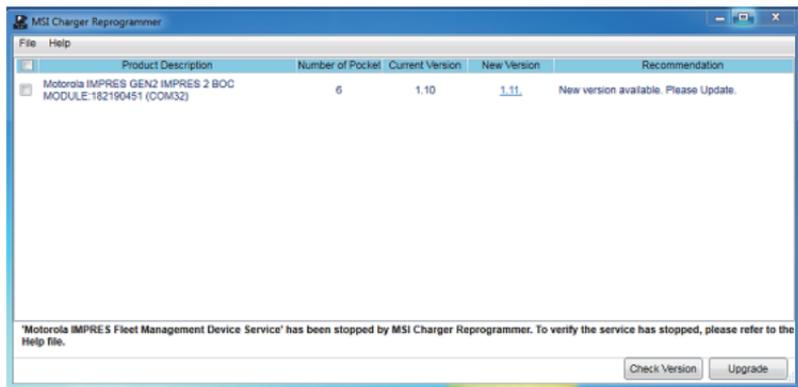 MSI Charger Reprogrammer
File Help
Product Description Number of Pocket Current Version New Version Recommendation
Motorola IMPRES GEN2 IMPRES 2 BOC
MODULE:182190451 (COM32) 6 1.10 1.11. New version available. Please Update.
'Motorola IMPRES Fleet Management Device Service' has been stopped by MSI Charger Reprogrammer. To verify the service has stopped, please refer to the
Help file.
Check Version Upgrade